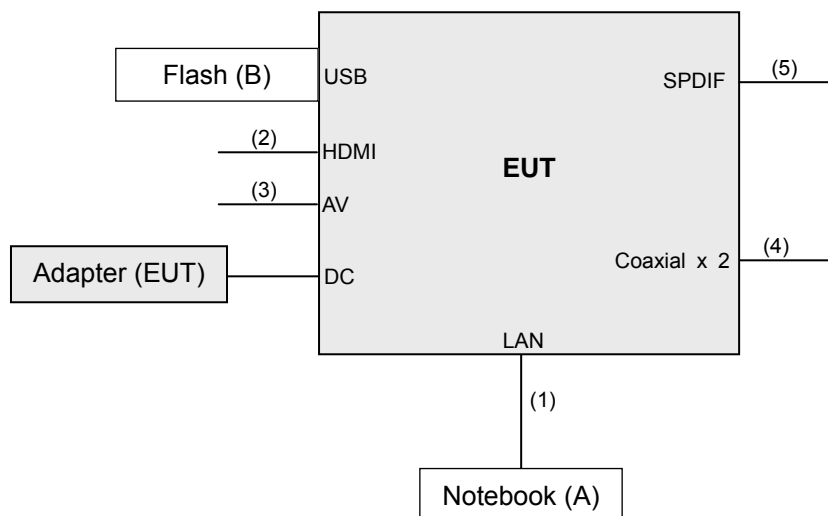 Flash (B)
USB
SPDIF
(5)
(2)
HDMI
EUT
(3)
AV
Adapter (EUT)
DC
Coaxial x 2
(4)
LAN
(1)
Notebook (A)